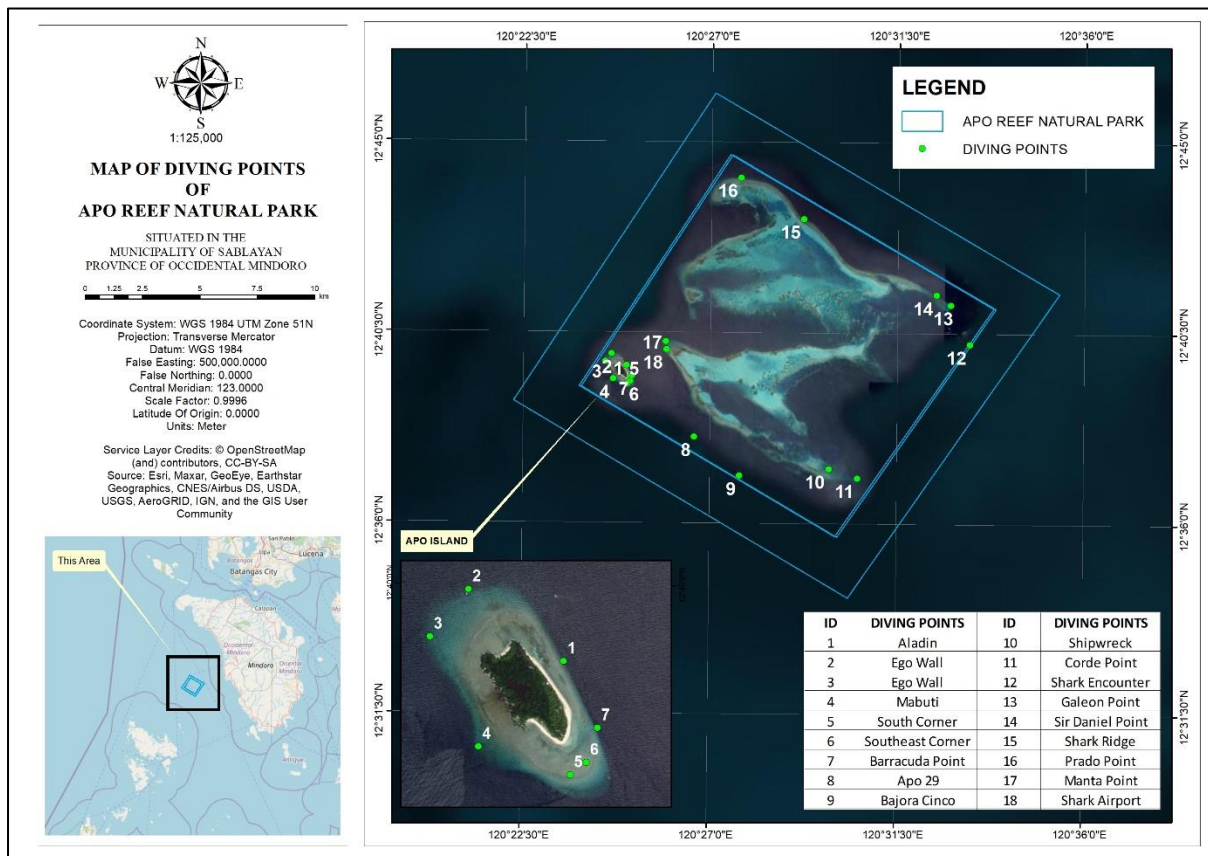 N
W E
S
1:125,000
MAP OF DIVING POINTS
OF
APO REEF NATURAL PARK
SITUATED IN THE
MUNICIPALITY OF SABLAYAN
PROVINCE OF OCCIDENTAL MINDORO
0 1.25 2.5 5 7.5 10
km
Coordinate System: WGS 1984 UTM Zone 51N
Projection: Transverse Mercator
Datum: WGS 1984
False Easting: 500,000.0000
False Northing: 0.0000
Central Meridian: 123.0000
Scale Factor: 0.9996
Latitude Of Origin: 0.0000
Units: Meter
Service Layer Credits: © OpenStreetMap
(and) contributors, CC-BY-SA
Source: Esri, Maxar, GeoEye, Earthstar
Geographics, CNES/Airbus DS, USDA,
USGS, AeroGRID, IGN, and the GIS User
Community
This Area
San Pablo
Lucena
Batangas
Batangas City
Calapan
Occidental
Mindoro
Mindoro
Oriental
Mindoro
Antique
120°22'30"E 120°27'0"E 120°31'30"E 120°36'0"E
12°45'0"N 12°45'0"N
12°40'30"N 12°40'30"N
12°36'0"N 12°36'0"N
12°31'30"N 12°31'30"N
120°22'30"E 120°27'0"E 120°31'30"E 120°36'0"E
LEGEND
APO REEF NATURAL PARK
DIVING POINTS
16
15
14
13
12
17
18
3 2 1 5
4 7 6
8
9
10
11
APO ISLAND
2
3
1
7
4
6
5
ID DIVING POINTS ID DIVING POINTS
1 Aladin 10 Shipwreck
2 Ego Wall 11 Corde Point
3 Ego Wall 12 Shark Encounter
4 Mabuti 13 Galeon Point
5 South Corner 14 Sir Daniel Point
6 Southeast Corner 15 Shark Ridge
7 Barracuda Point 16 Prado Point
8 Apo 29 17 Manta Point
9 Bajora Cinco 18 Shark Airport